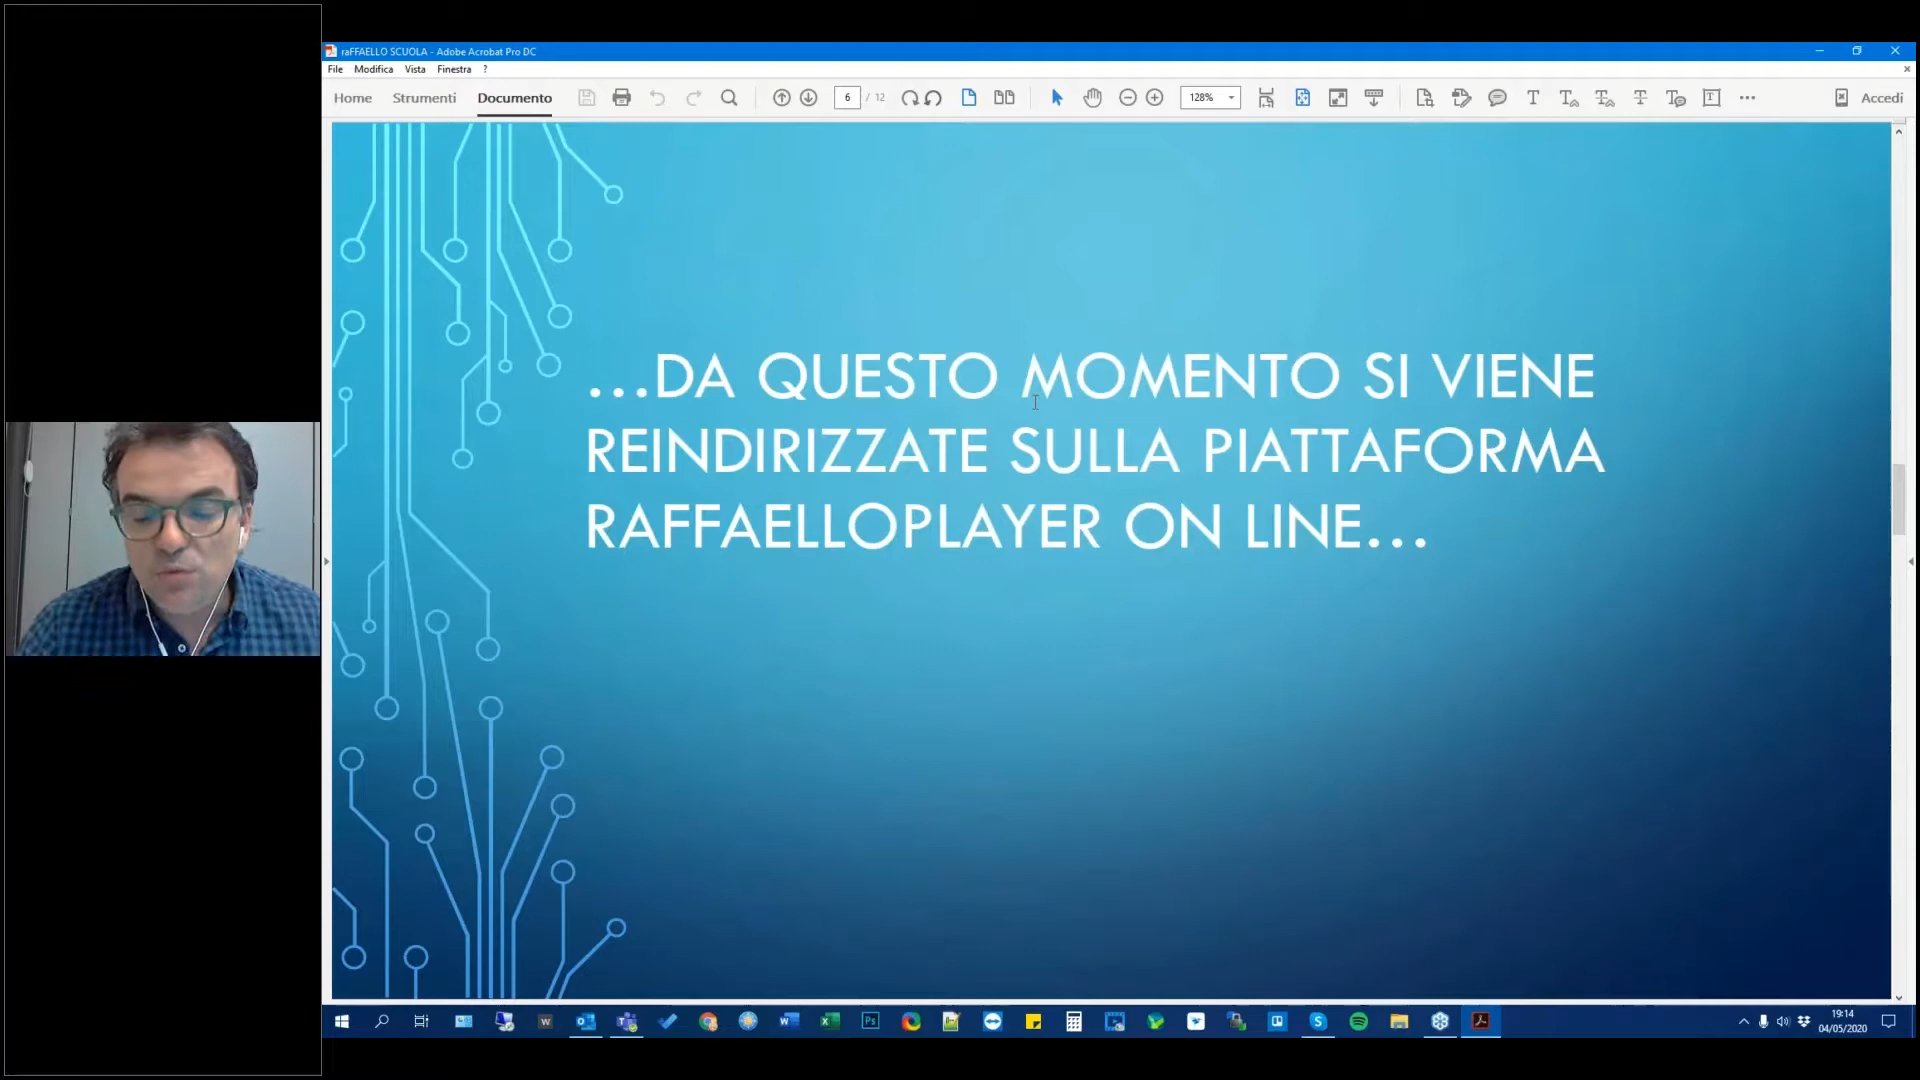 raFFAELLO SCUOLA - Adobe Acrobat Pro DC
File Modifica Vista Finestra ?
Home Strumenti Documento 6 / 12 128% Accedi
...DA QUESTO MOMENTO SI VIENE
REINDIRIZZATE SULLA PIATTAFORMA
RAFFAELLOPLAYER ON LINE...
19:14
04/05/2020